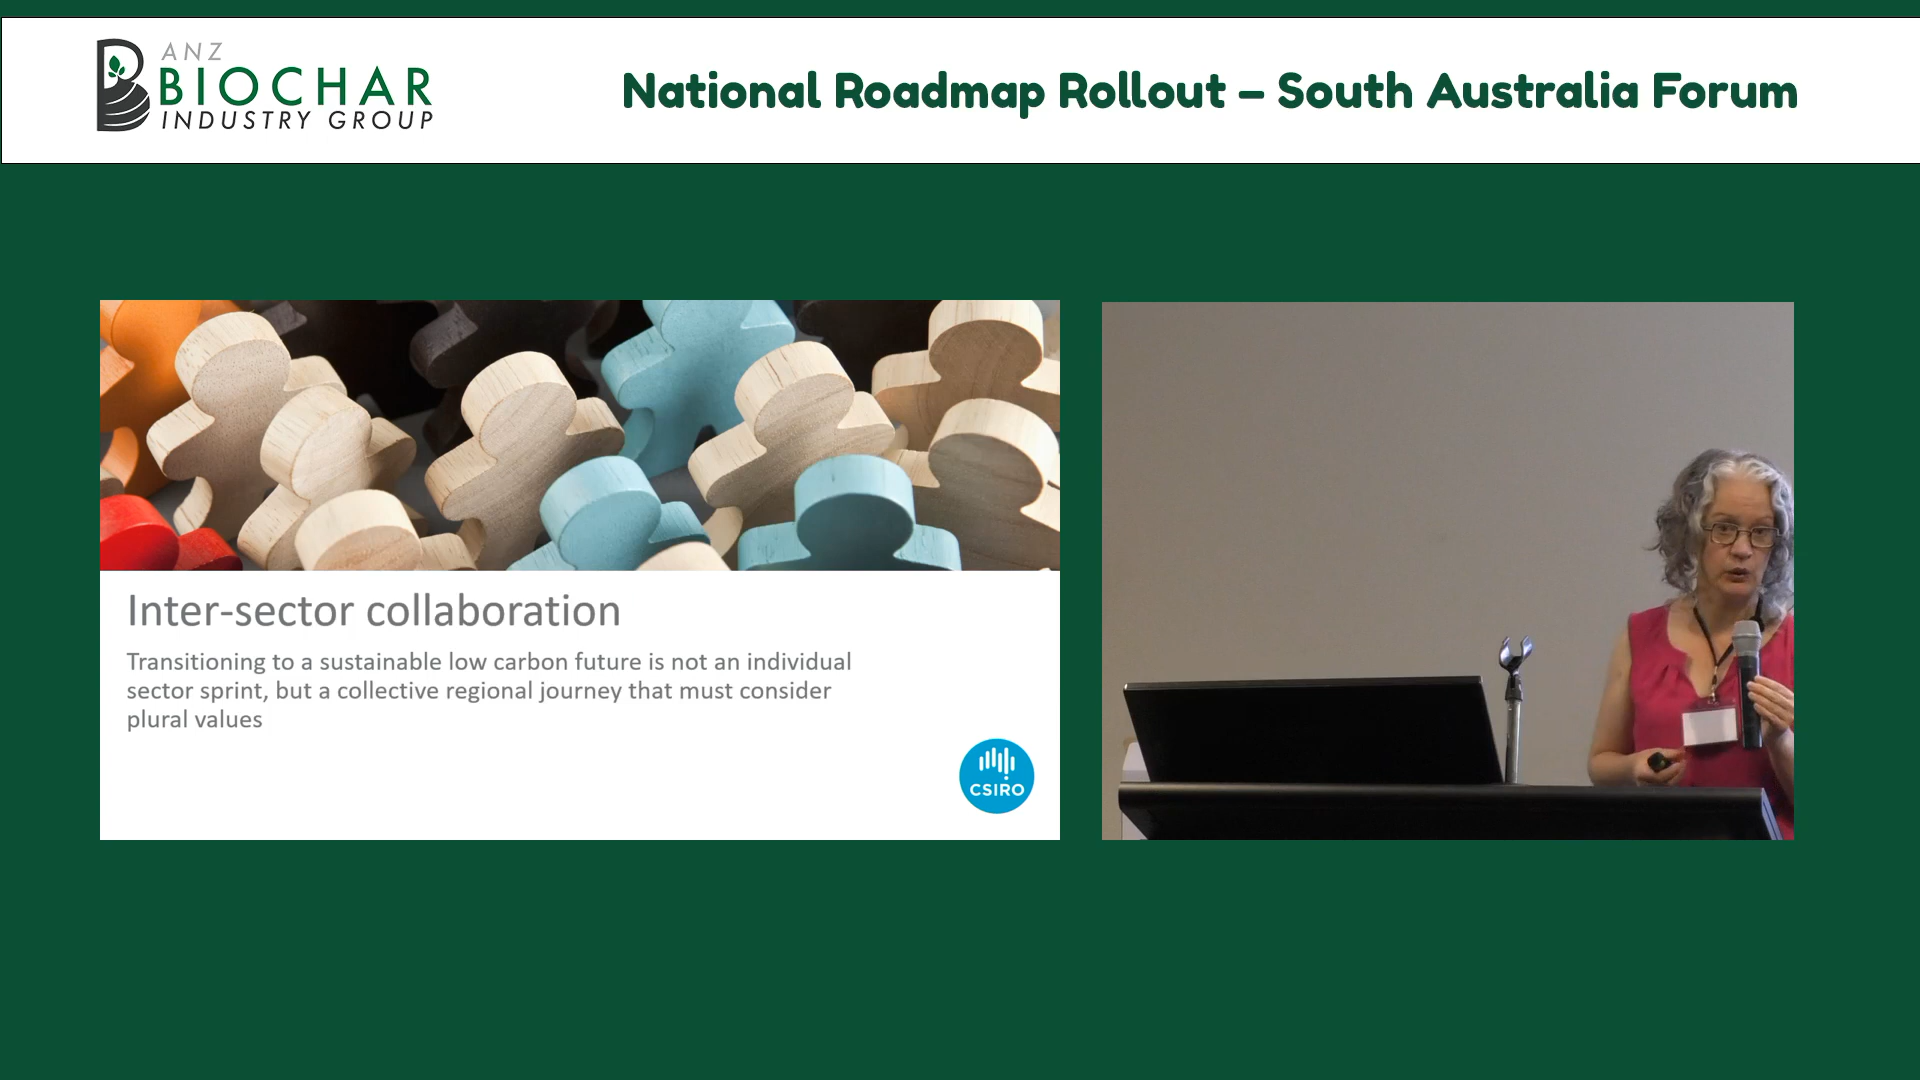 ANZ
BIOCHAR
INDUSTRY GROUP
National Roadmap Rollout – South Australia Forum
Inter-sector collaboration
Transitioning to a sustainable low carbon future is not an individual
sector sprint, but a collective regional journey that must consider
plural values
CSIRO